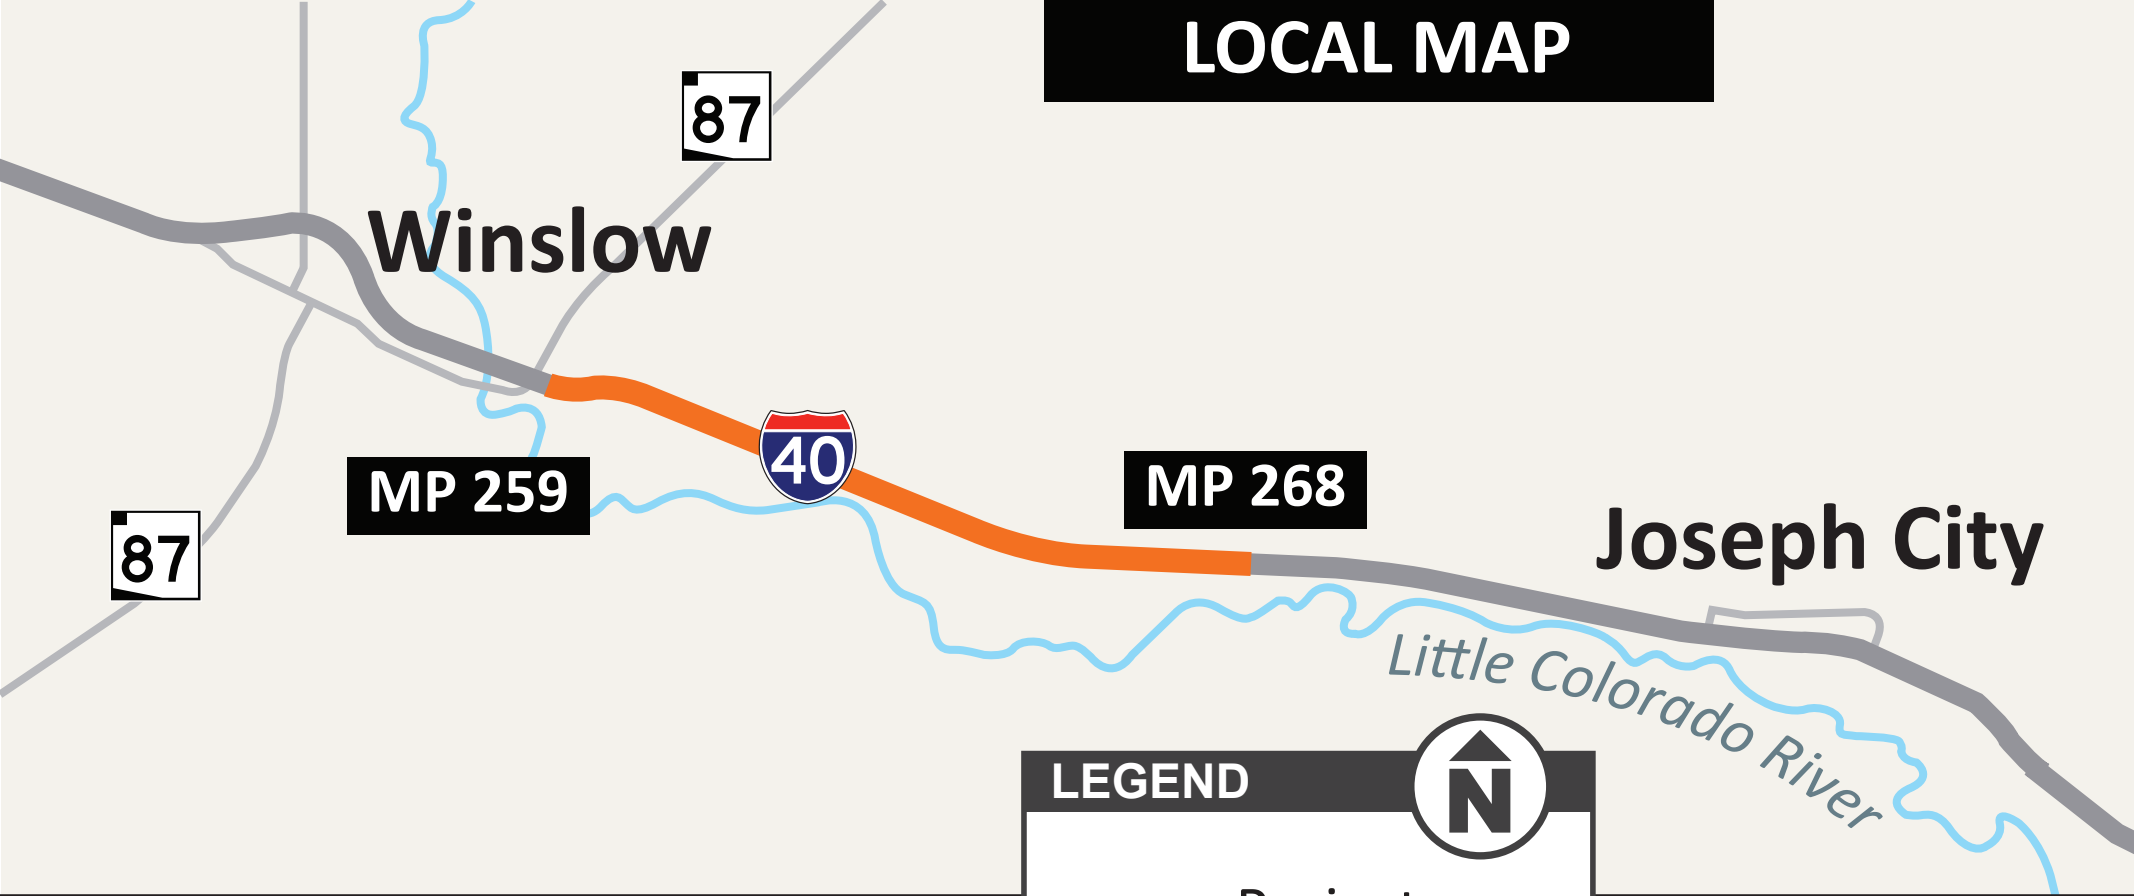 LOCAL MAP
87
Winslow
40
MP 259
MP 268
Joseph City
87
Little Colorado River
LEGEND
N